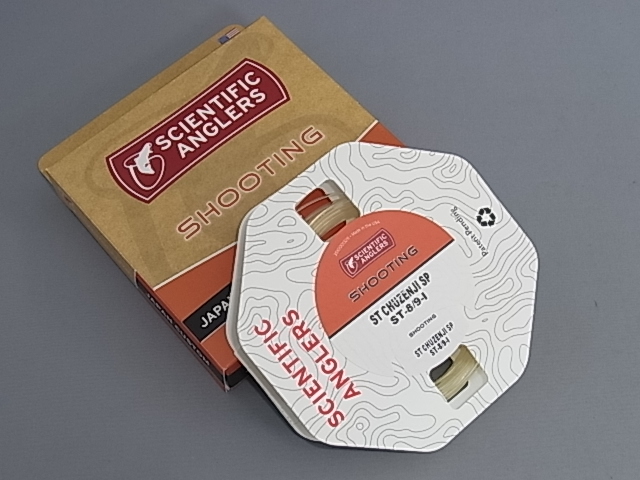 SCIENTIFIC
ANGLERS
SHOOTING
Patent Pending
SCIENTIFIC
ANGLERS
SHOOTING
ST CHUZENJI SP
ST-8/9-I
SHOOTING
ST CHUZENJI SP
ST-8/9-I
SCIENTIFIC
ANGLERS